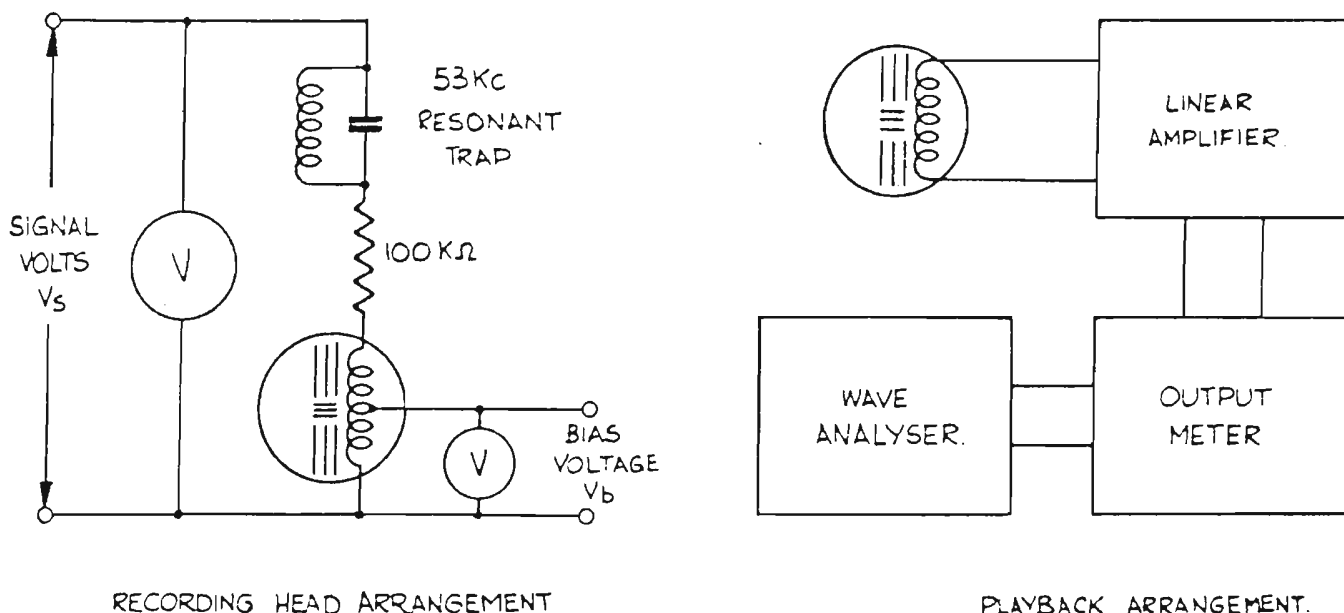 53KC
RESONANT
TRAP
SIGNAL
VOLTS
Vs
V
100KΩ
V
BIAS
VOLTAGE
Vb
RECORDING HEAD ARRANGEMENT
LINEAR
AMPLIFIER.
WAVE
ANALYSER.
OUTPUT
METER
PLAYBACK ARRANGEMENT.